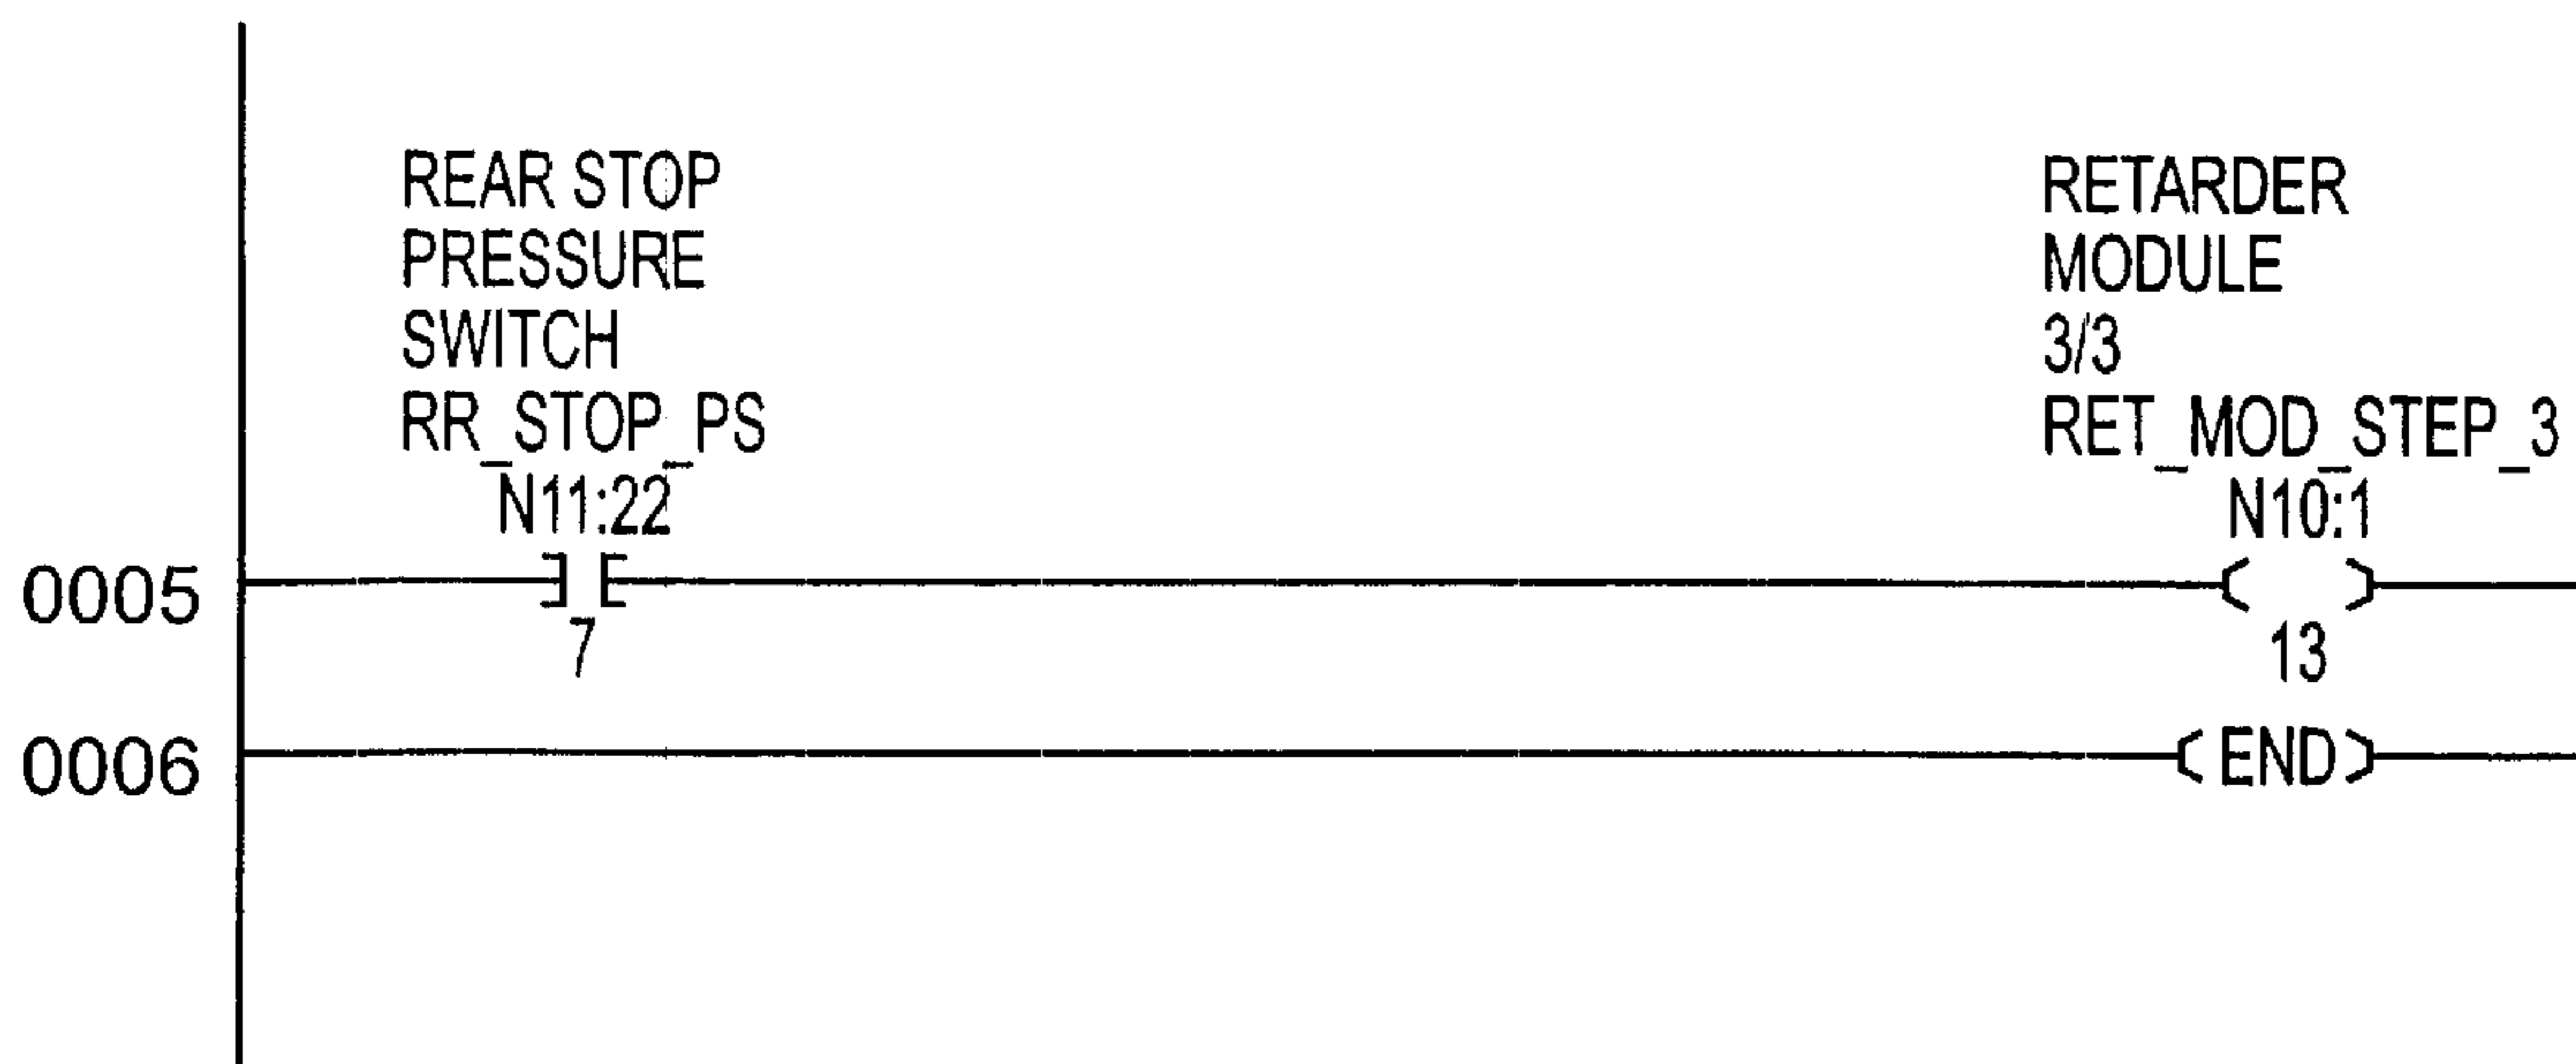 REAR STOP
PRESSURE
SWITCH
RR_STOP_PS
N11:22
7
RETARDER
MODULE
3/3
RET_MOD_STEP_3
N10:1
13
0005
0006
END